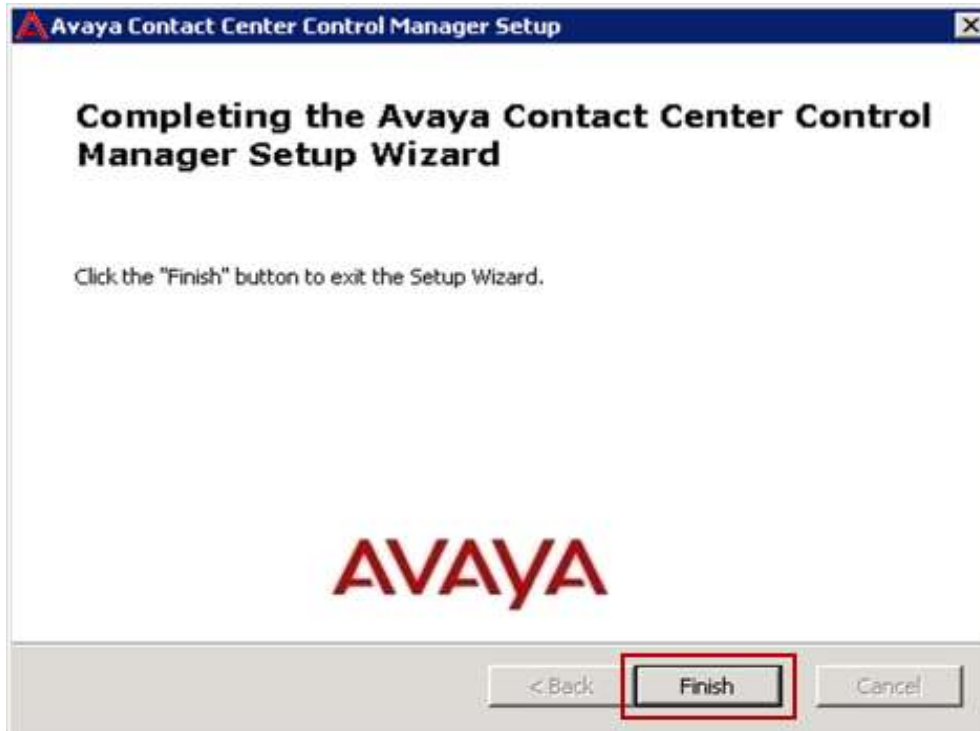 Avaya Contact Center Control Manager Setup
Completing the Avaya Contact Center Control
Manager Setup Wizard
Click the "Finish" button to exit the Setup Wizard.
AVAYA
< Back Finish Cancel